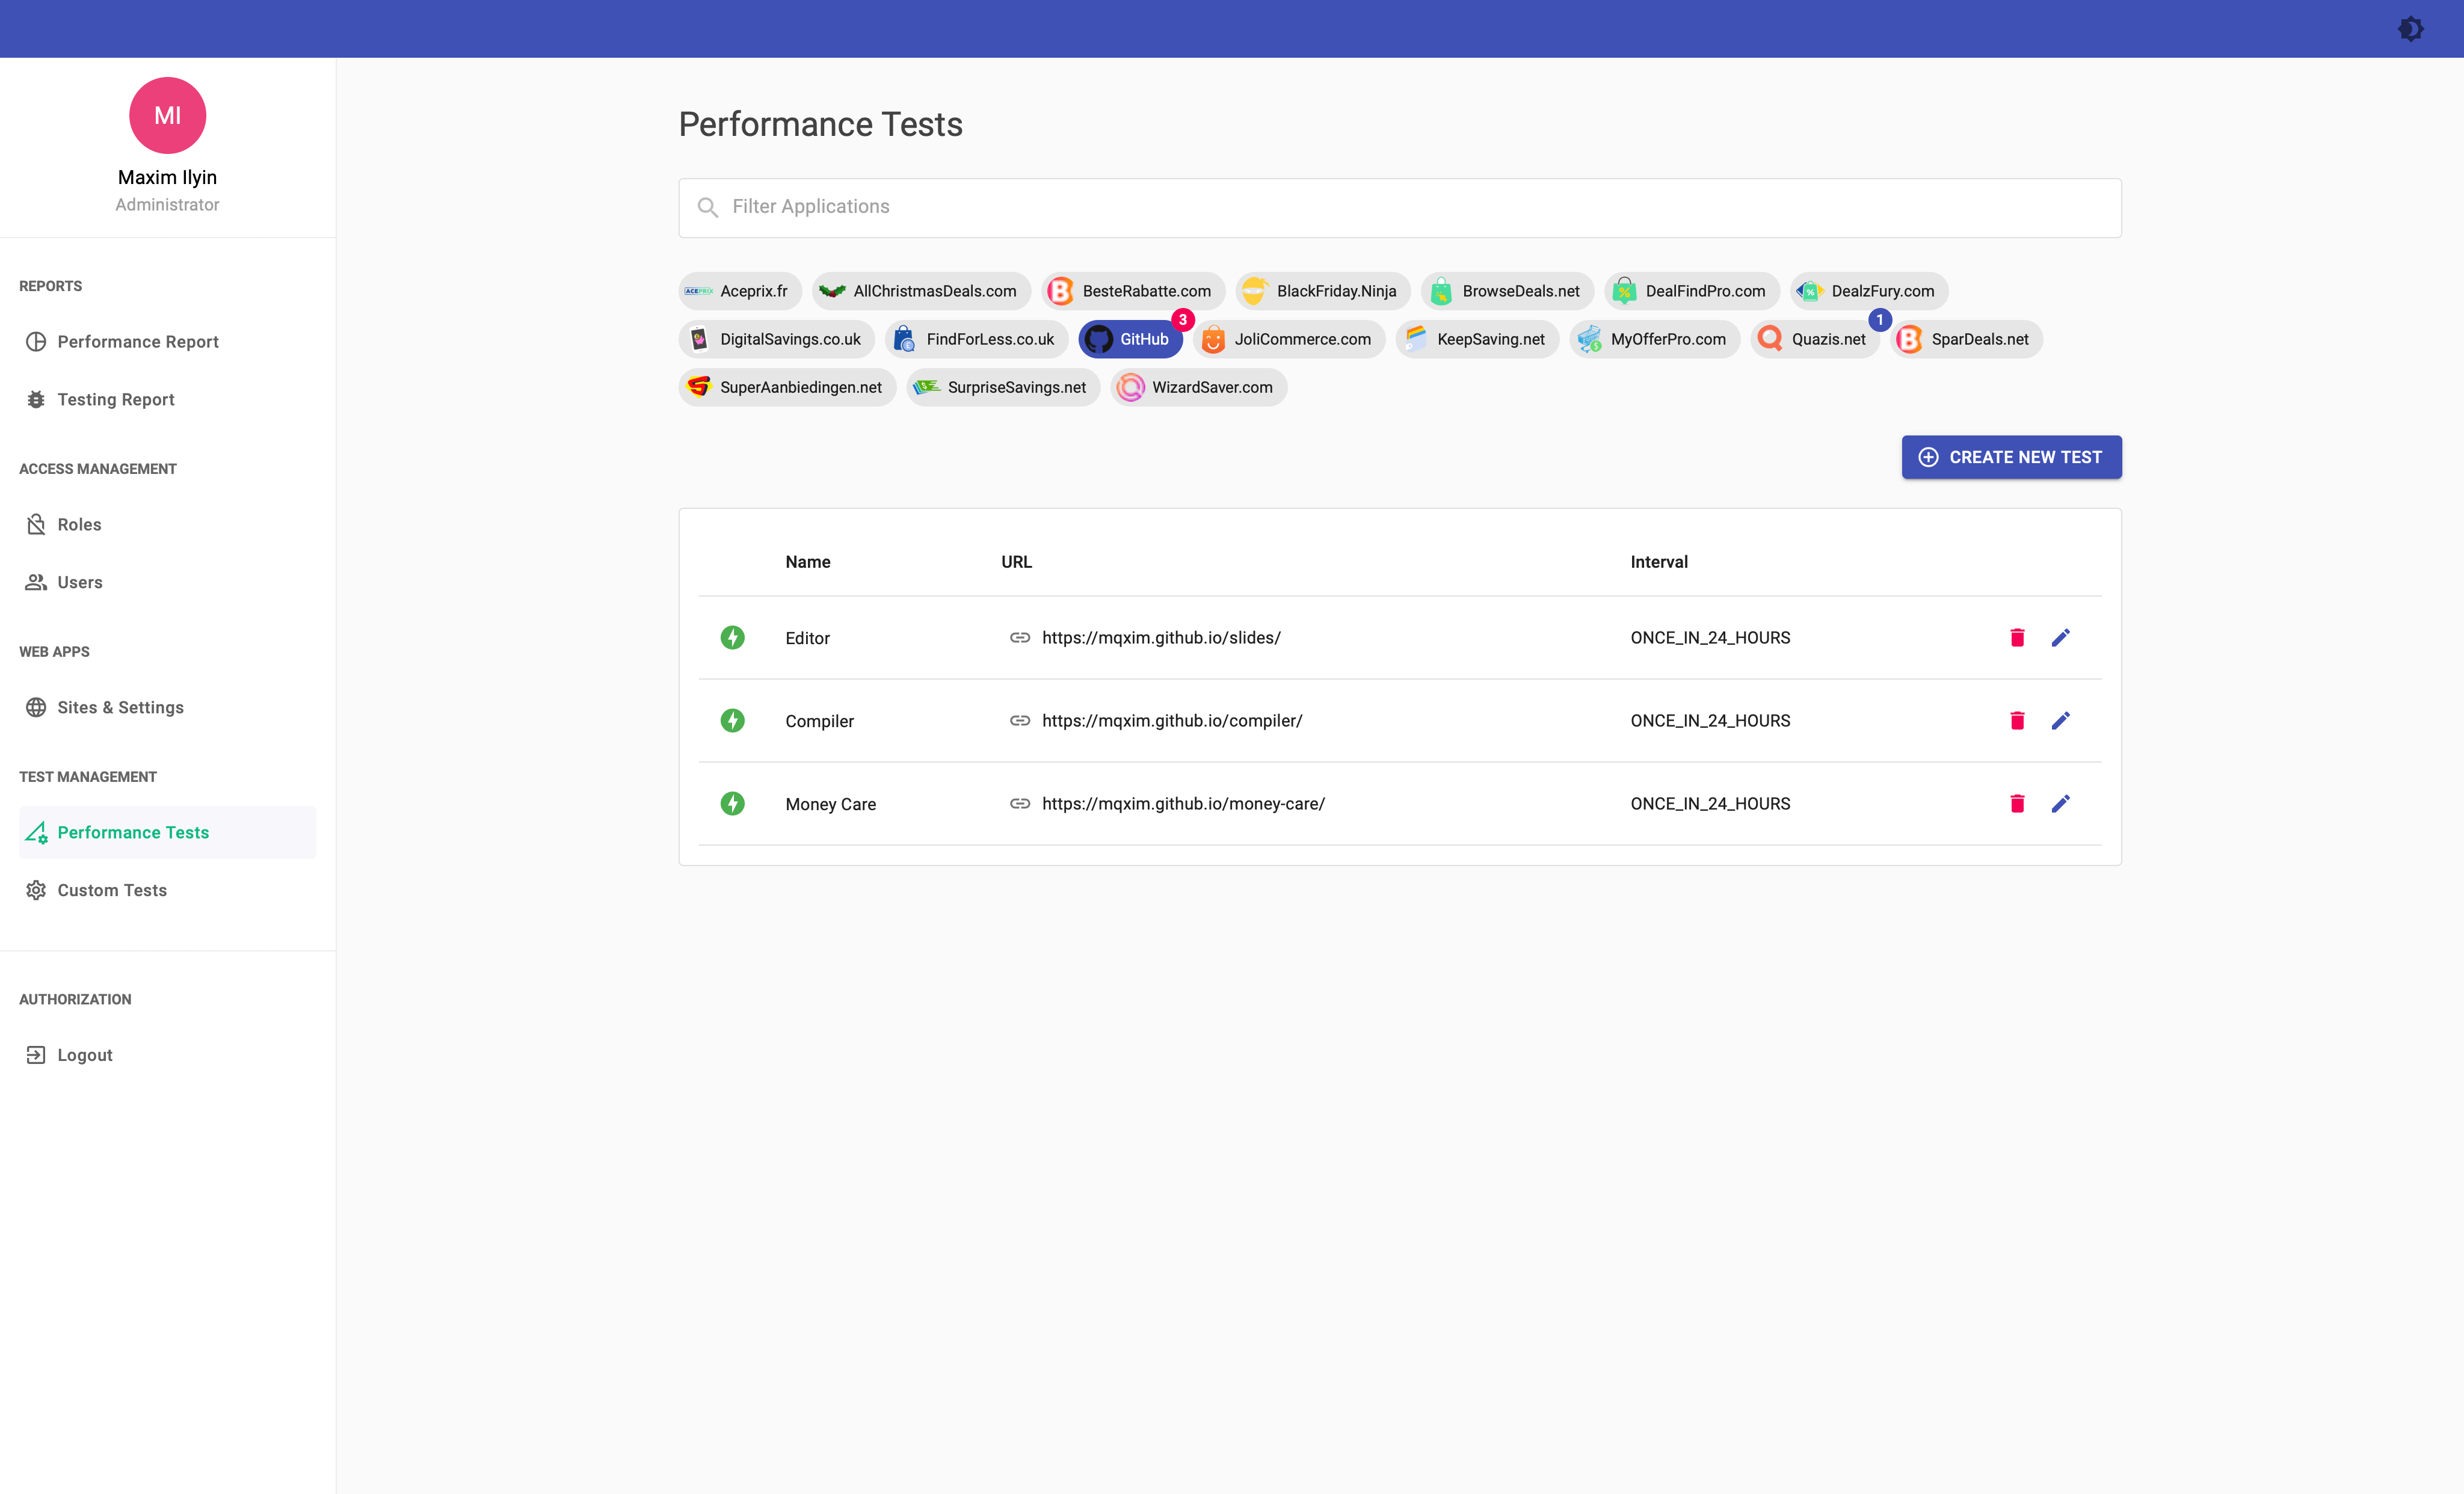 MI
Maxim Ilyin
Administrator
REPORTS
Performance Report
Testing Report
ACCESS MANAGEMENT
Roles
Users
WEB APPS
Sites & Settings
TEST MANAGEMENT
Performance Tests
Custom Tests
AUTHORIZATION
Logout
Performance Tests
Filter Applications
ACEPRIX Aceprix.fr AllChristmasDeals.com B BesteRabatte.com BlackFriday.Ninja BrowseDeals.net % DealFindPro.com % DealzFury.com
DigitalSavings.co.uk £ FindForLess.co.uk GitHub 3 JoliCommerce.com KeepSaving.net $ MyOfferPro.com Quazis.net 1 B SparDeals.net
S SuperAanbiedingen.net $ SurpriseSavings.net WizardSaver.com
CREATE NEW TEST
Name URL Interval
Editor https://mqxim.github.io/slides/ ONCE_IN_24_HOURS
Compiler https://mqxim.github.io/compiler/ ONCE_IN_24_HOURS
Money Care https://mqxim.github.io/money-care/ ONCE_IN_24_HOURS